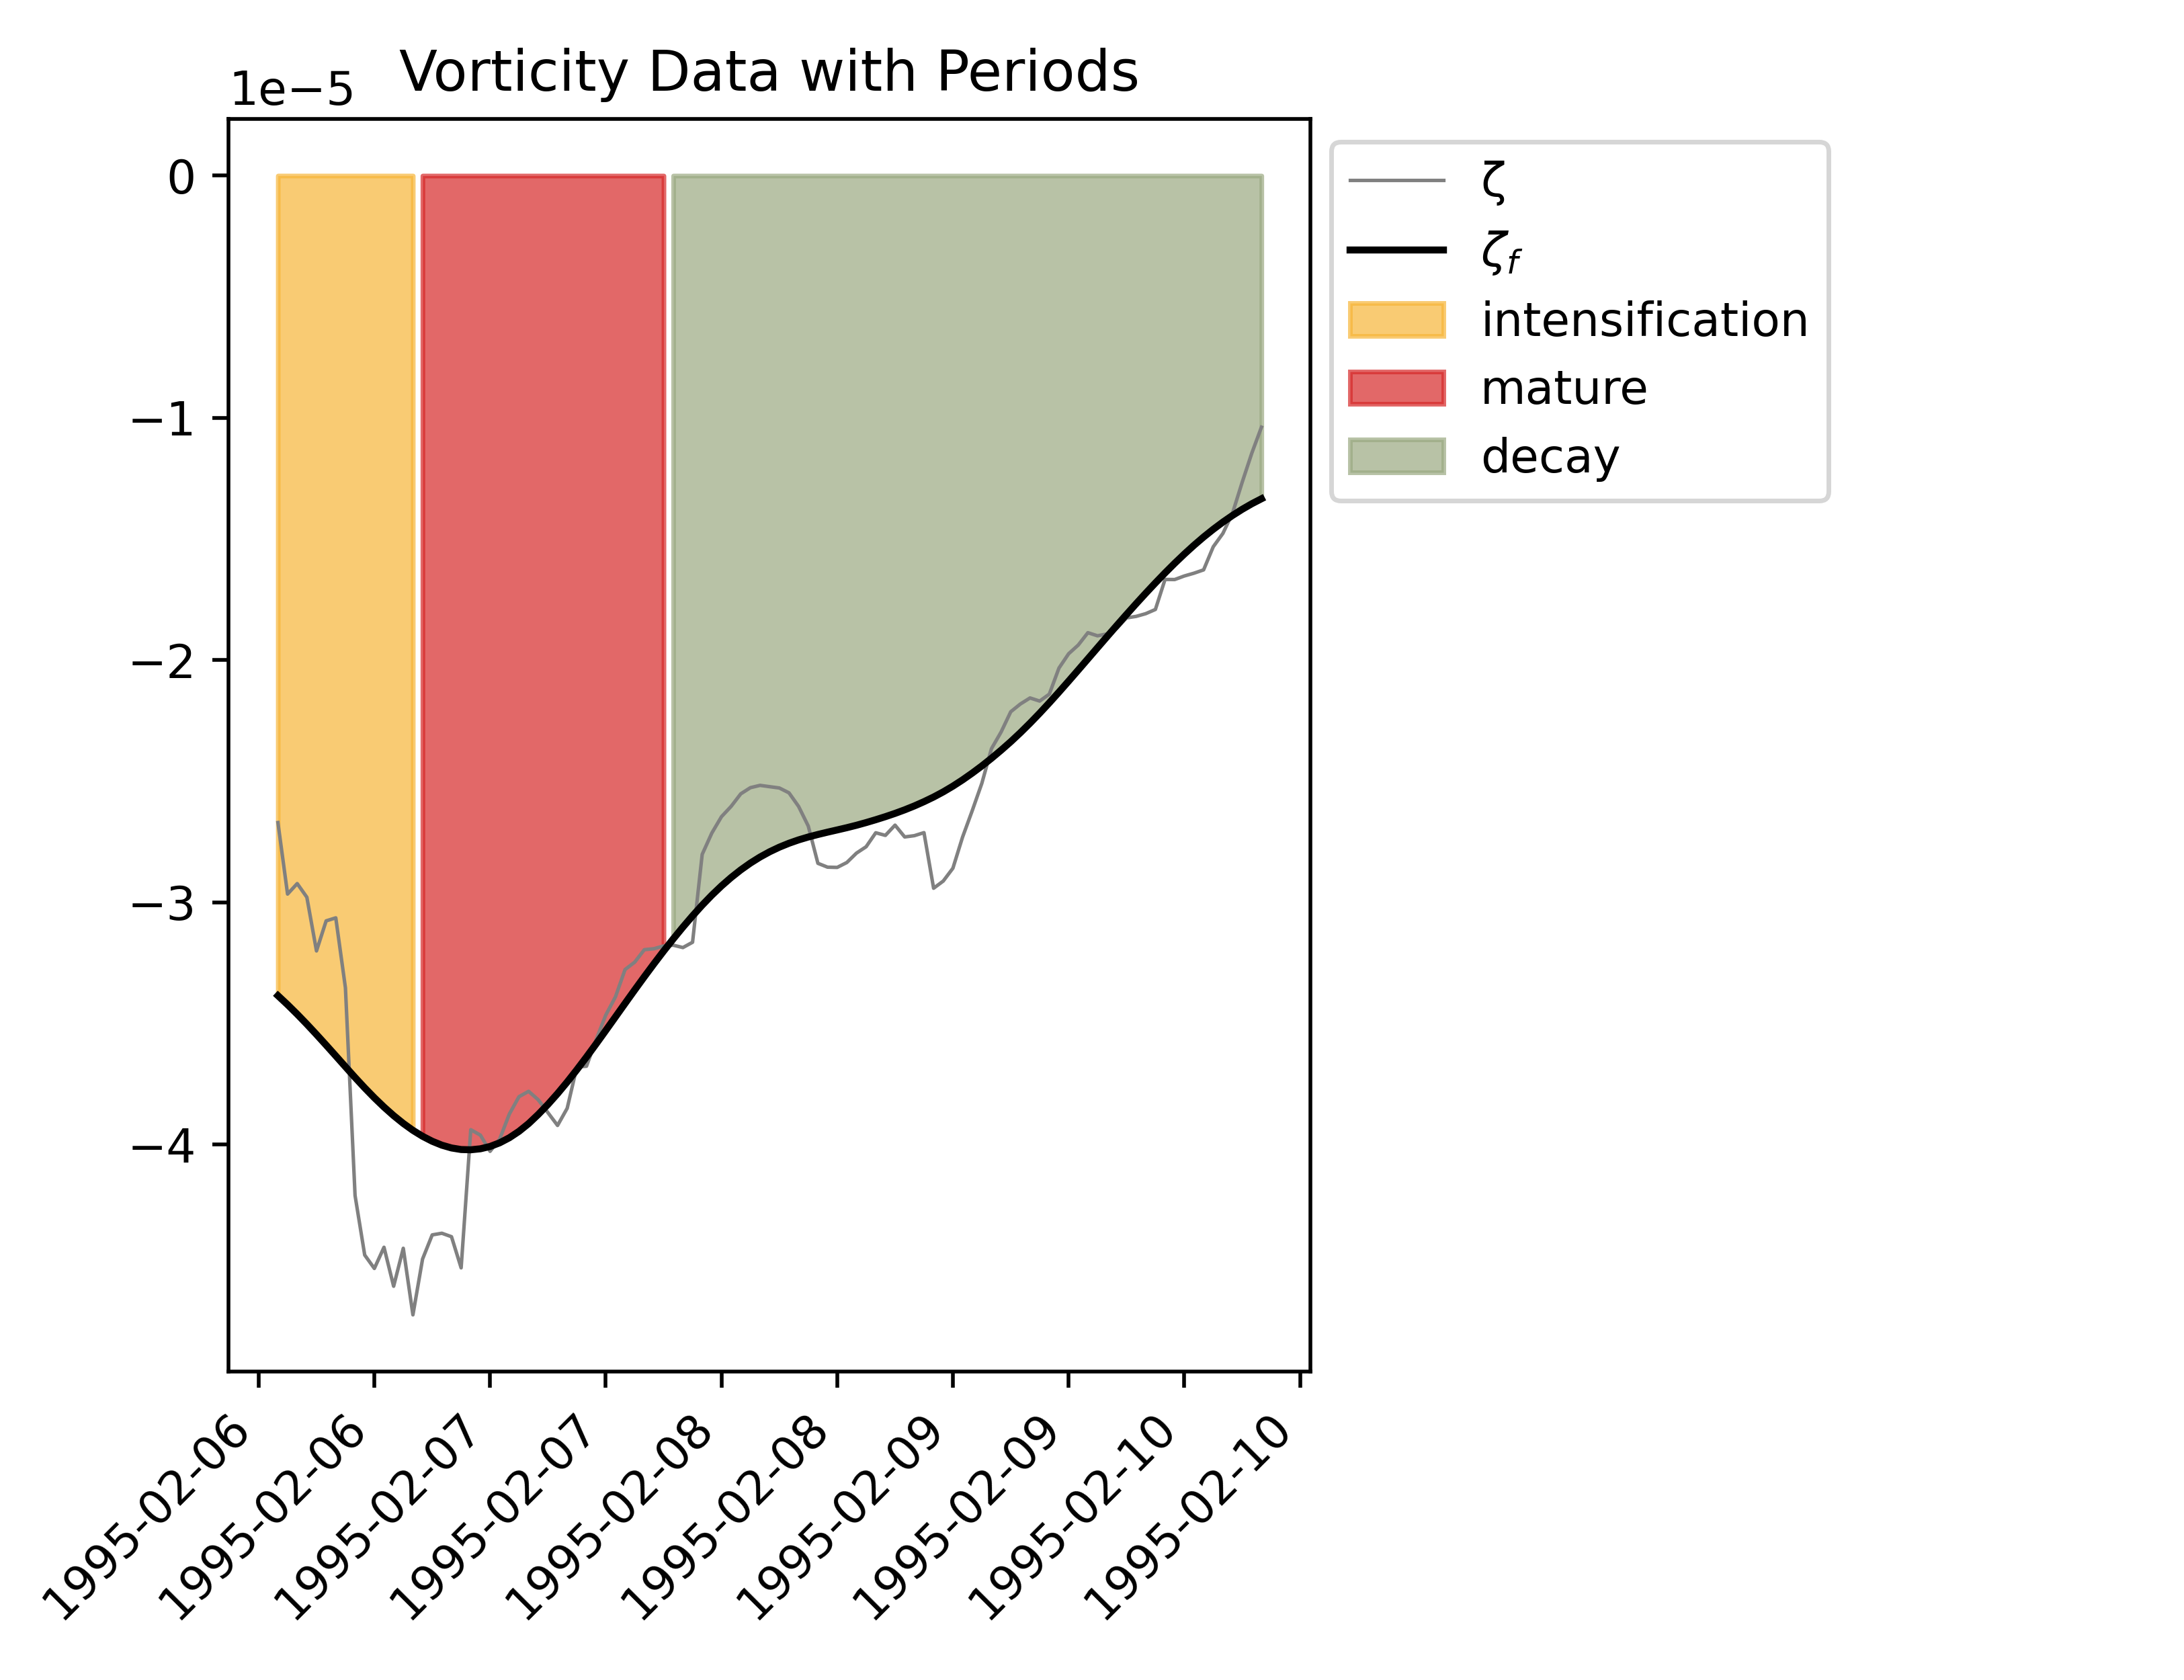 Vorticity Data with Periods
1e−5
0
−1
−2
−3
−4
1995-02-06
1995-02-06
1995-02-07
1995-02-07
1995-02-08
1995-02-08
1995-02-09
1995-02-09
1995-02-10
1995-02-10
ζ
ζf
intensification
mature
decay